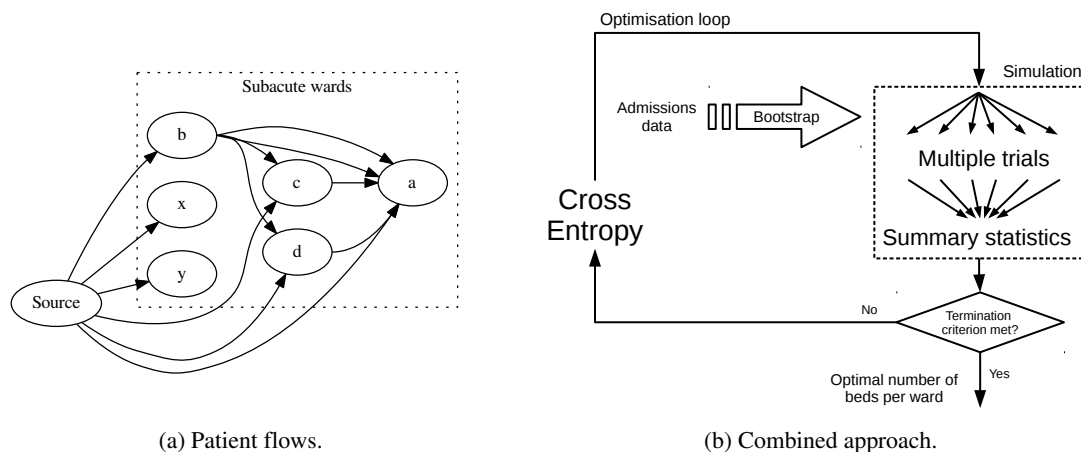 Subacute wards
b
x
y
c
d
a
Source
(a) Patient flows.
Optimisation loop
Simulation
Admissions
data
Bootstrap
Multiple trials
Summary statistics
Cross
Entropy
No
Termination
criterion met?
Yes
Optimal number of
beds per ward
(b) Combined approach.